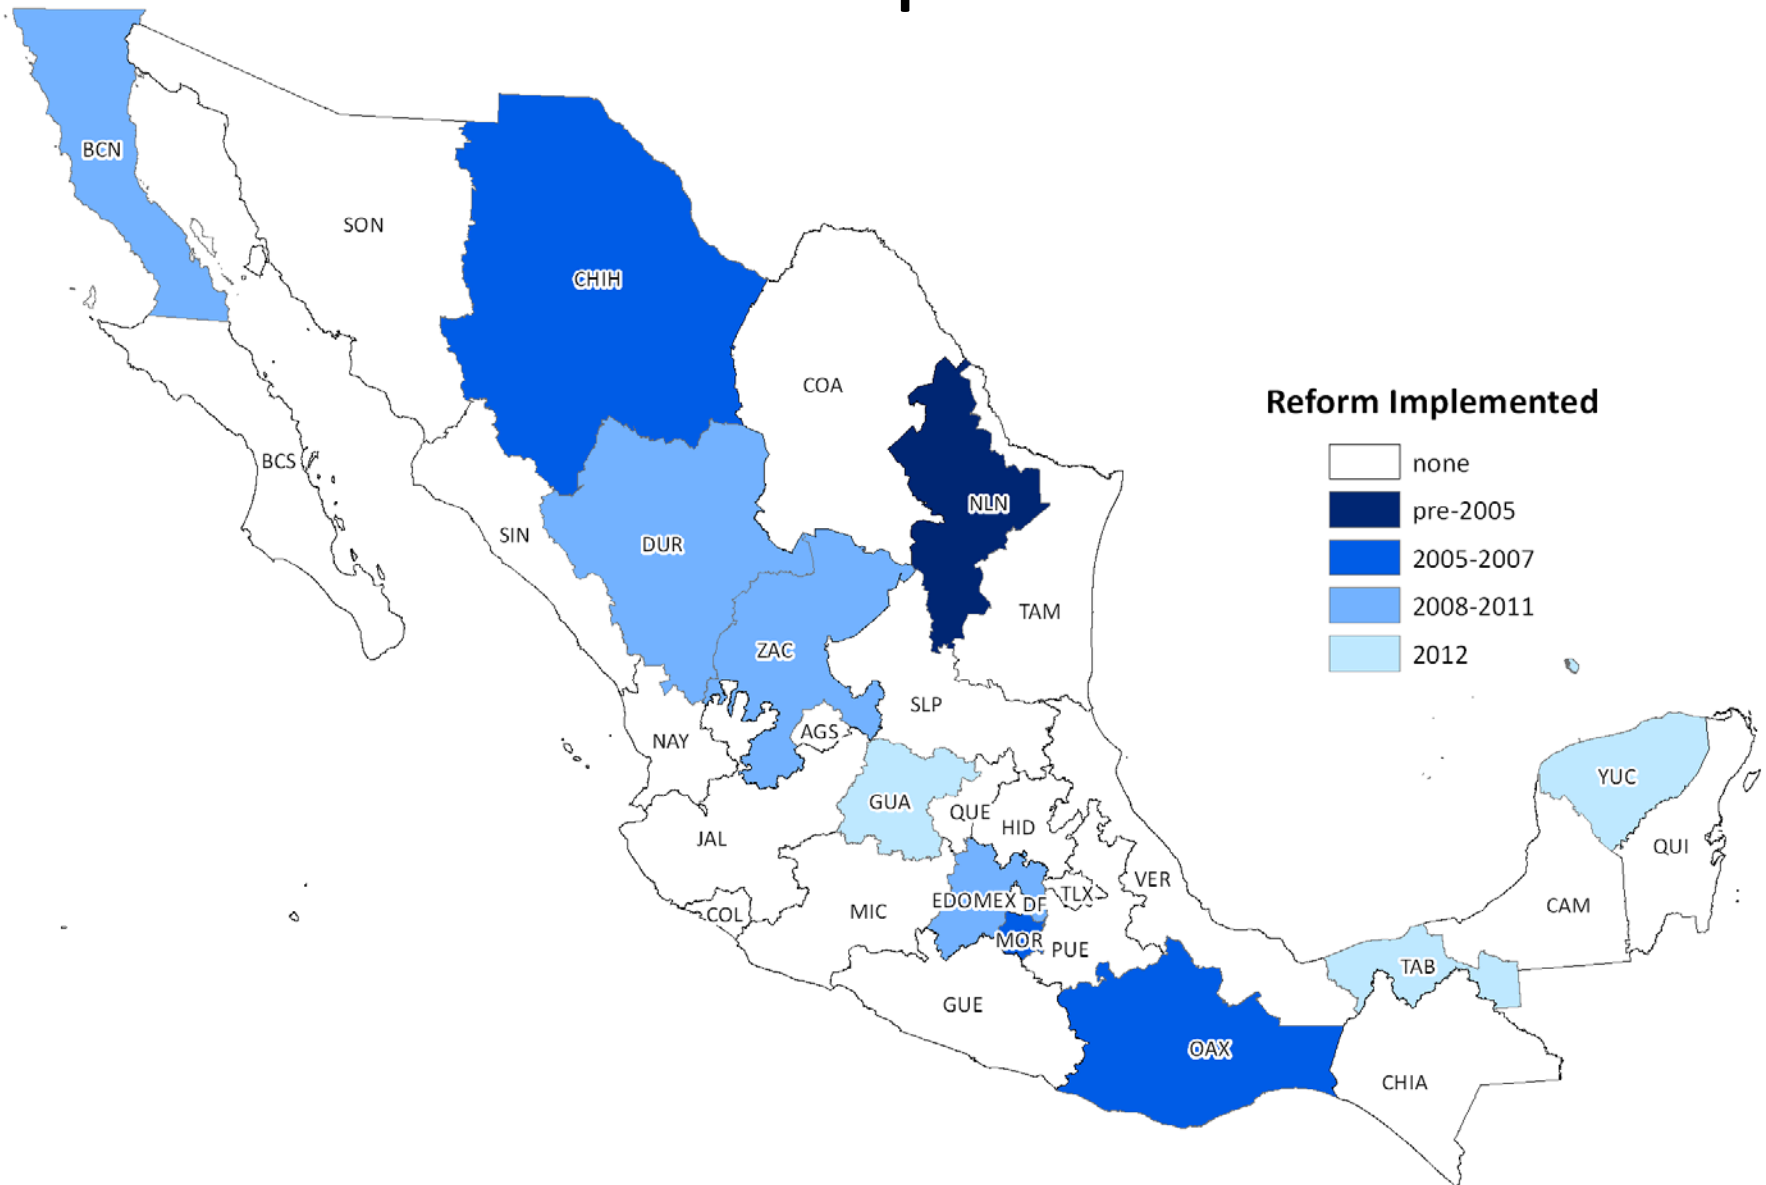 BCN
SON
CHIH
COA
Reform Implemented
none
pre-2005
2005-2007
2008-2011
2012
BCS
NLN
SIN
DUR
TAM
ZAC
SLP
AGS
NAY
YUC
GUA
QUE
HID
JAL
QUI
VER
TLX
EDOMEX
DF
CAM
COL
MIC
MOR
PUE
TAB
GUE
OAX
CHIA